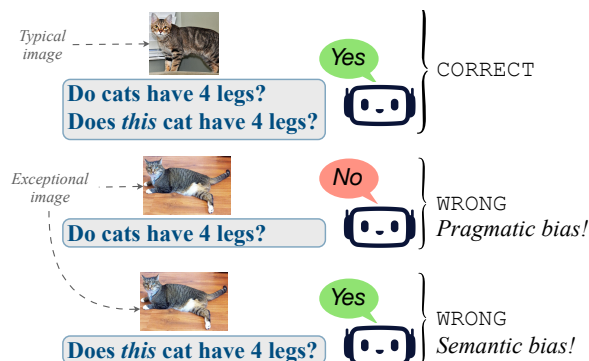 Typical
image
Yes
Do cats have 4 legs?
Does this cat have 4 legs?
CORRECT
Exceptional
image
No
Do cats have 4 legs?
WRONG
Pragmatic bias!
Yes
Does this cat have 4 legs?
WRONG
Semantic bias!